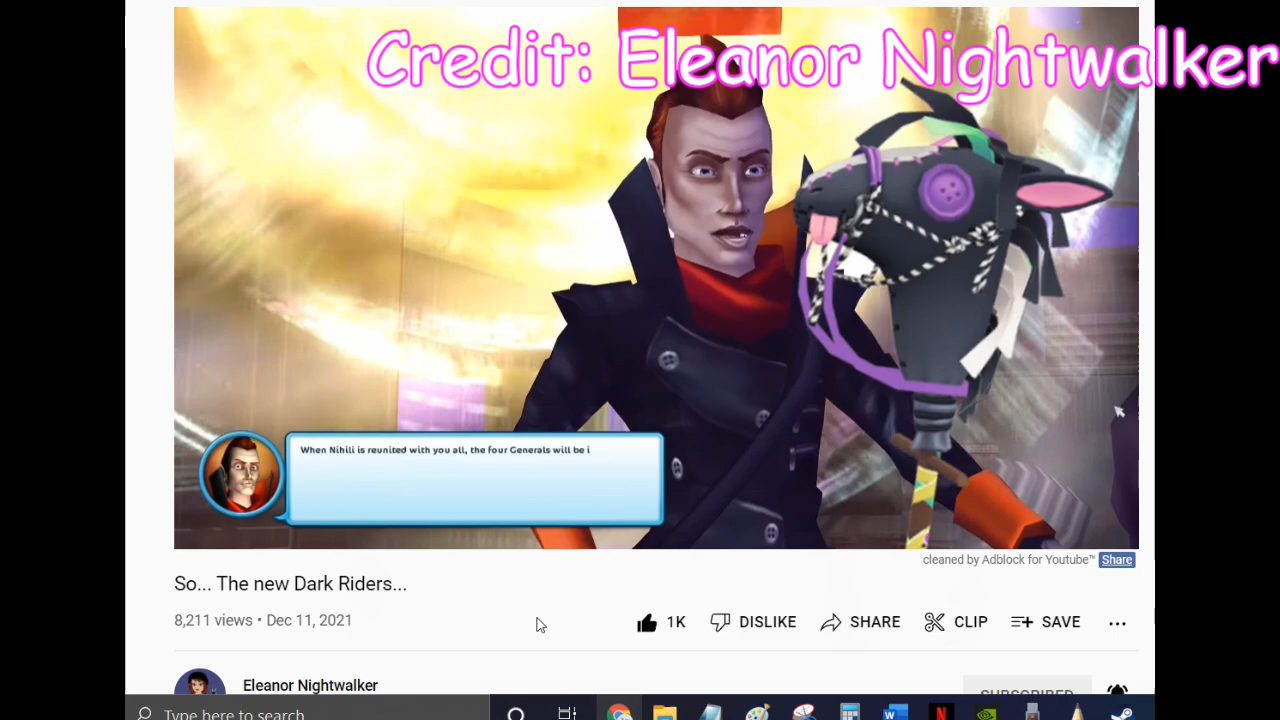 Credit: Eleanor Nightwalker
When Nihili is reunited with you all, the four Generals will be i
cleaned by Adblock for Youtube™ Share
So... The new Dark Riders...
8,211 views • Dec 11, 2021
1K DISLIKE SHARE CLIP SAVE
Eleanor Nightwalker
SUBSCRIBED
Type here to search